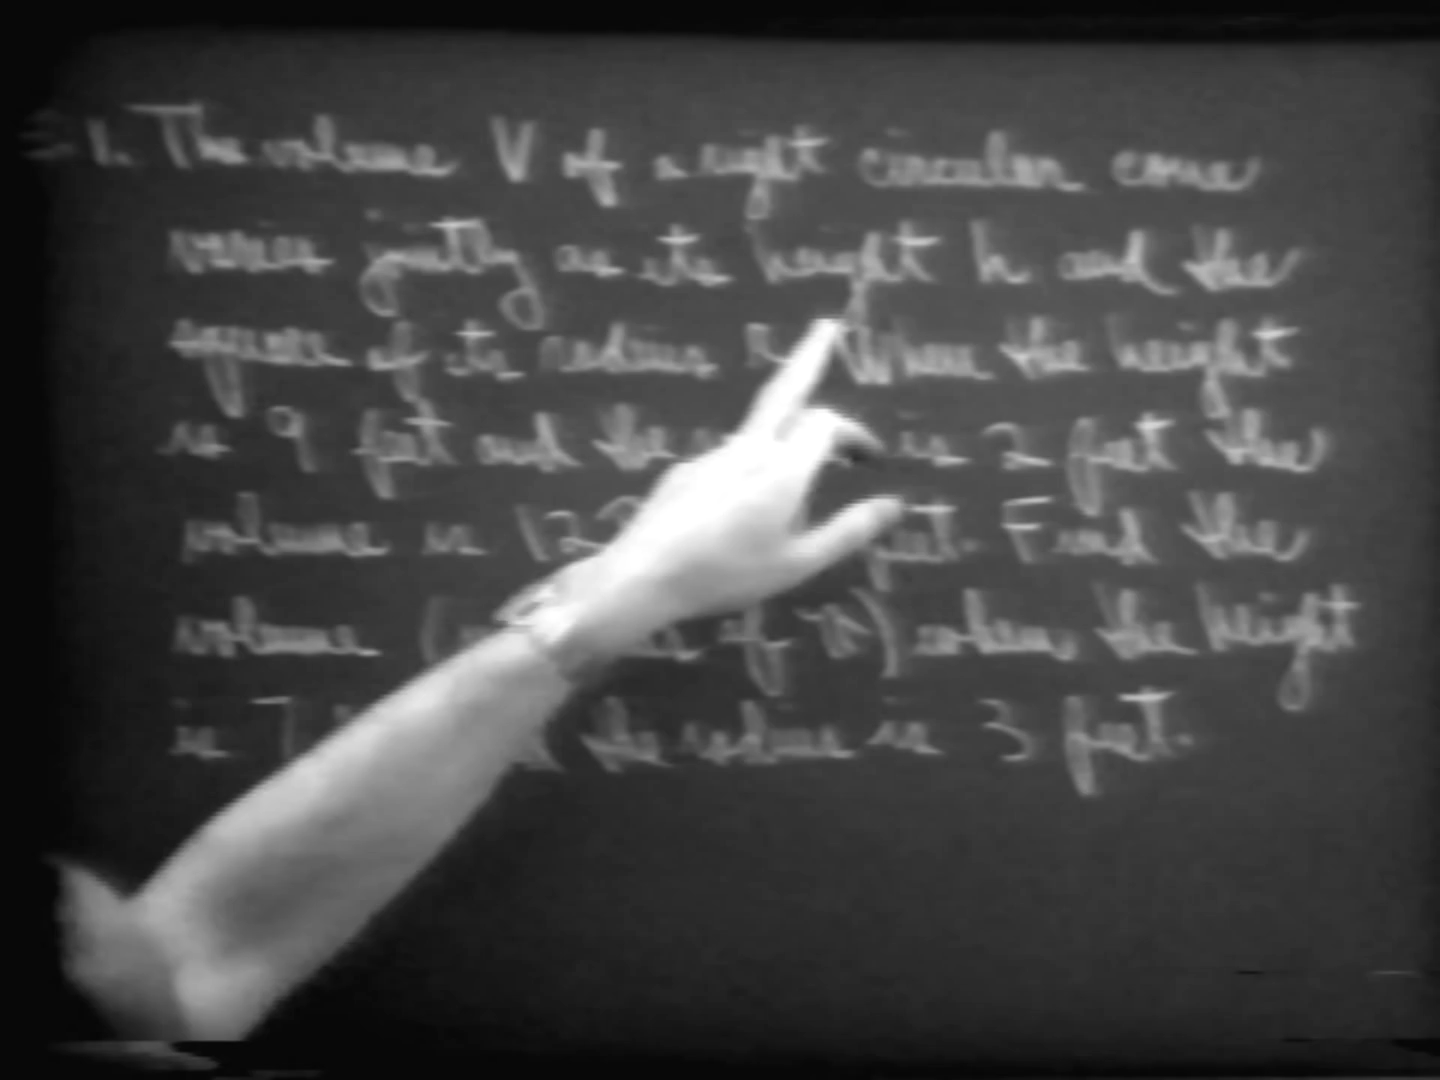 1. The volume V of a right circular cone
varies jointly as its height h and the
square of its radius When the height
is 9 feet and the is 2 feet the
volume is feet. Find the
volume of π) when the height
is 7 the radius is 3 feet.